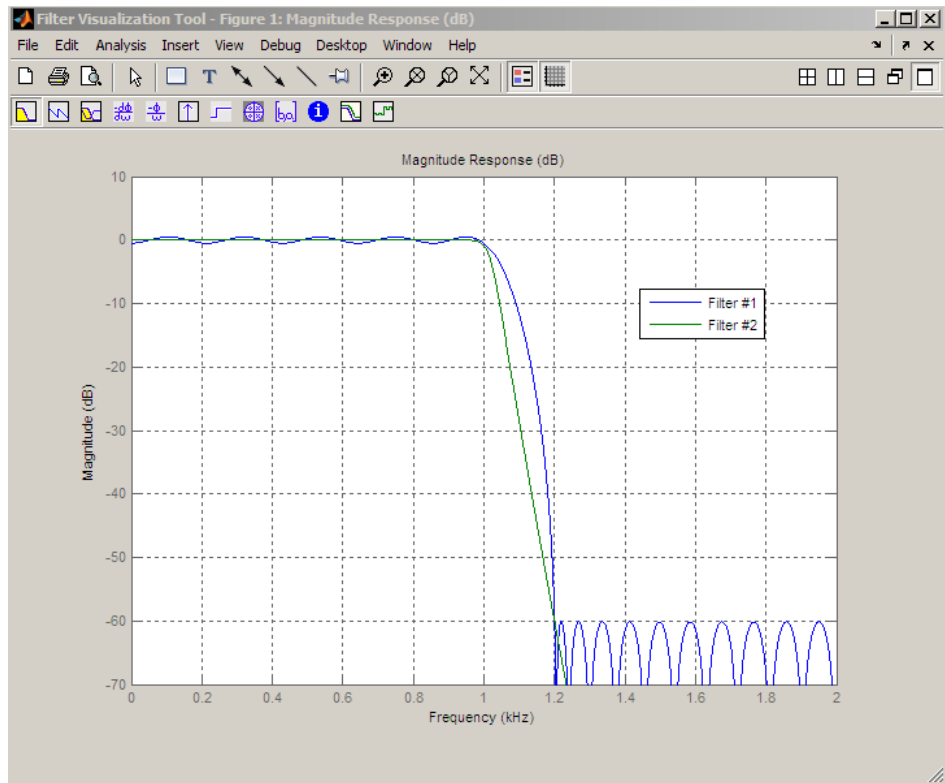 Filter Visualization Tool - Figure 1: Magnitude Response (dB)
File Edit Analysis Insert View Debug Desktop Window Help
Magnitude Response (dB)
10
0
-10
-20
-30
-40
-50
-60
-70
Magnitude (dB)
Filter #1
Filter #2
0 0.2 0.4 0.6 0.8 1 1.2 1.4 1.6 1.8 2
Frequency (kHz)